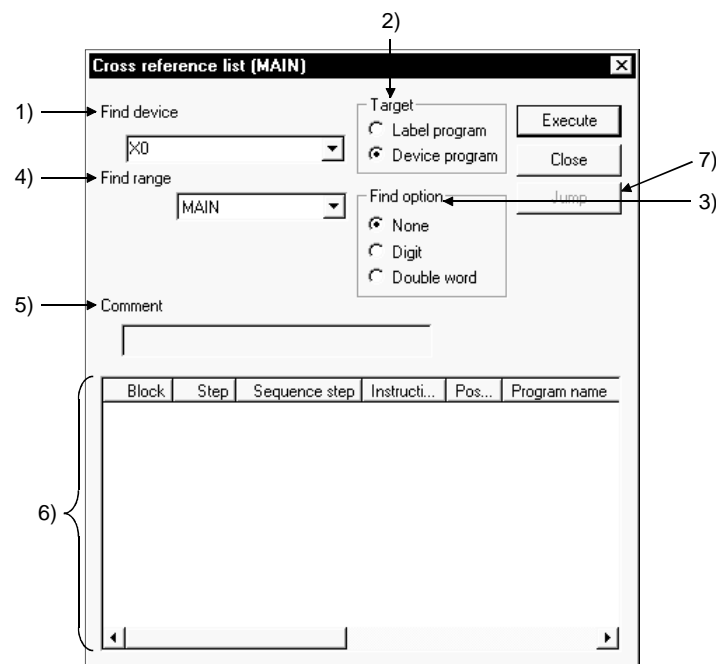 2)
Cross reference list (MAIN)
1)
Find device
Target
Label program
Device program
Execute
X0
Close
7)
4)
Find range
MAIN
Find option
Jump
3)
None
Digit
Double word
5)
Comment
Block Step Sequence step Instructi... Pos... Program name
6)